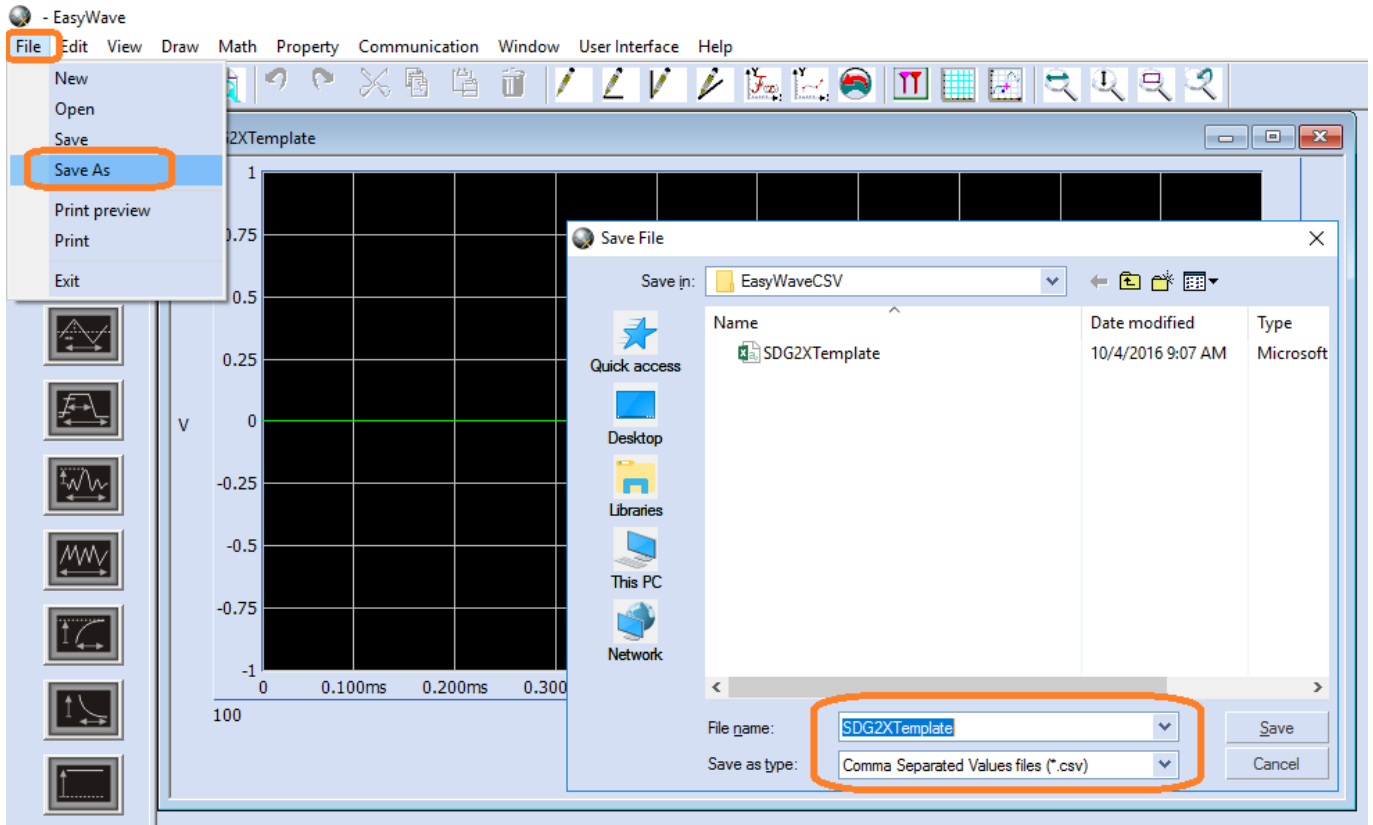 - EasyWave
File Edit View Draw Math Property Communication Window User Interface Help
New
Open
Save
Save As
Print preview
Print
Exit
2XTemplate
1
0.75
0.5
0.25
0
-0.25
-0.5
-0.75
-1
V
0 0.100ms 0.200ms 0.300
100
Save File
Save in: EasyWaveCSV
Name Date modified Type
SDG2XTemplate 10/4/2016 9:07 AM Microsoft
Quick access
Desktop
Libraries
This PC
Network
File name: SDG2XTemplate Save
Save as type: Comma Separated Values files (*.csv) Cancel